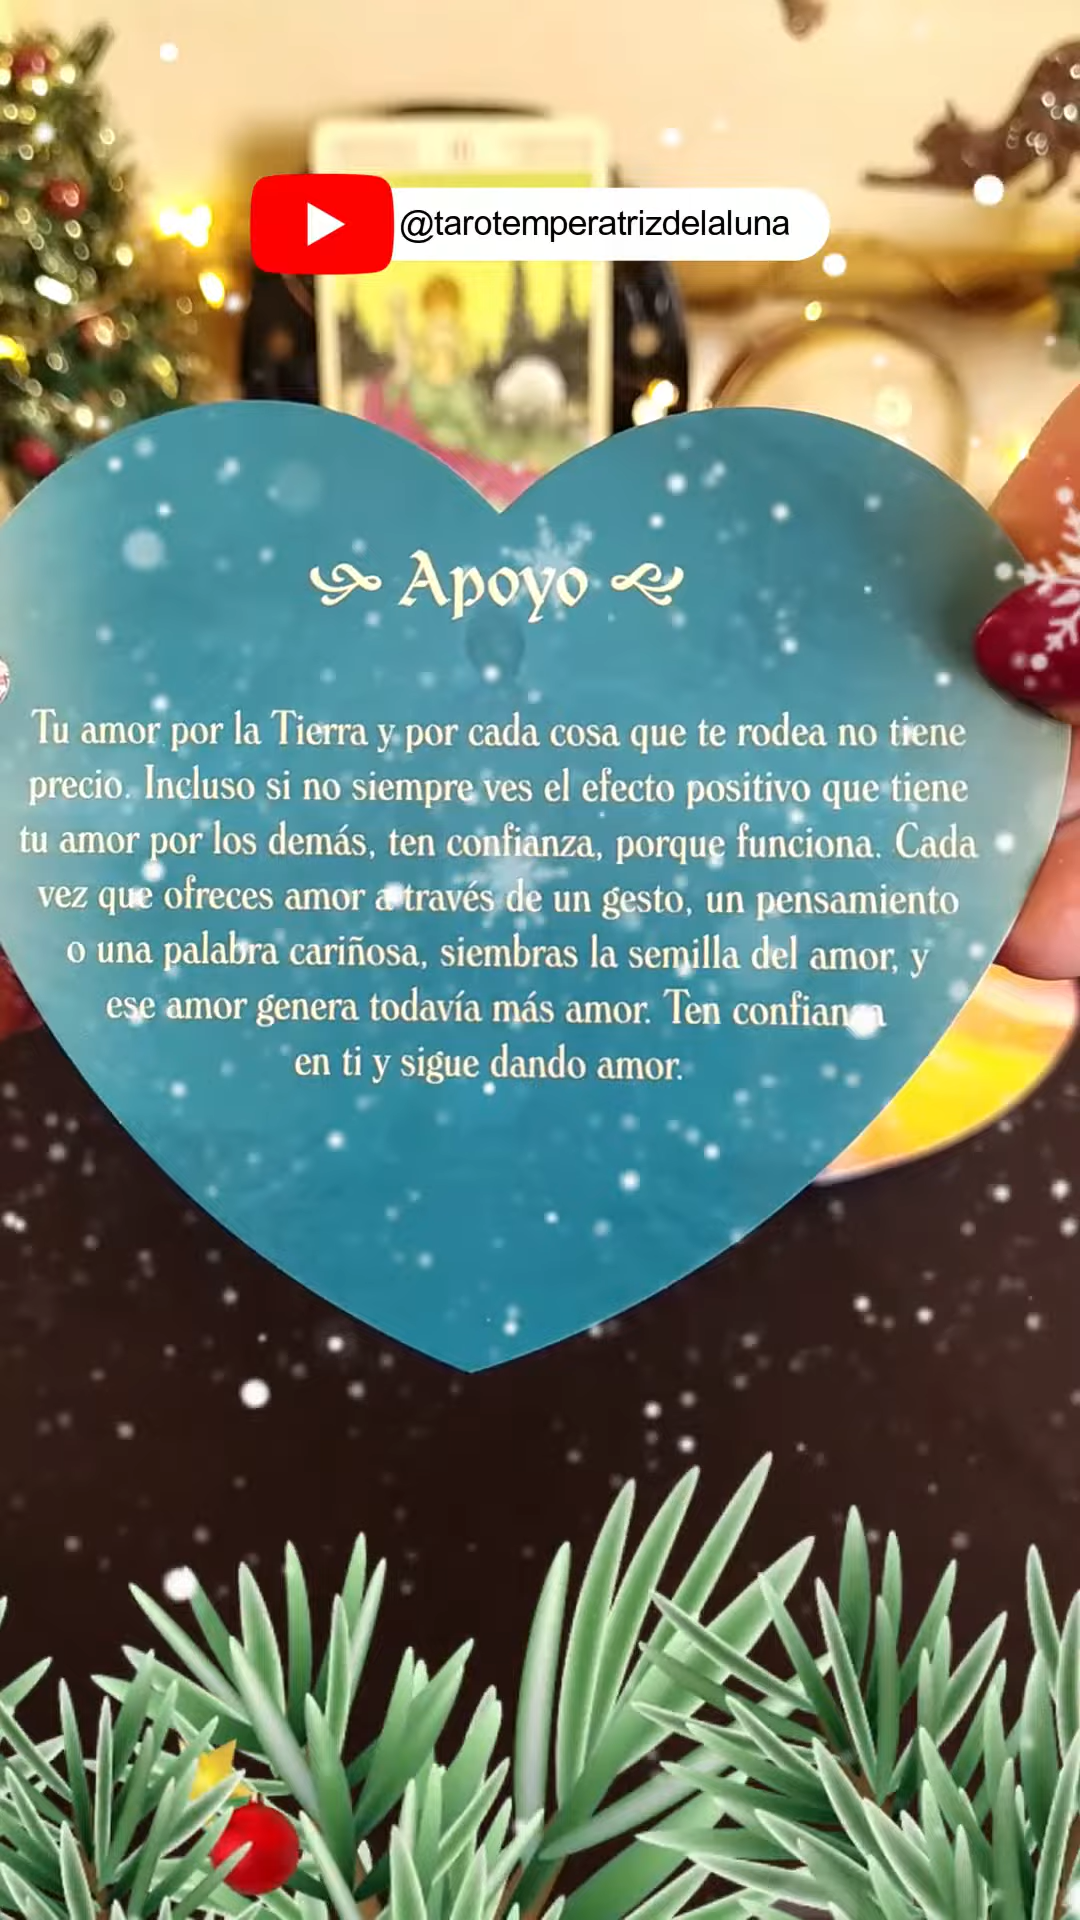 @tarotemperatrizdelaluna
Apoyo
Tu amor por la Tierra y por cada cosa que te rodea no tiene
precio. Incluso si no siempre ves el efecto positivo que tiene
tu amor por los demás, ten confianza, porque funciona. Cada
vez que ofreces amor a través de un gesto, un pensamiento
o una palabra cariñosa, siembras la semilla del amor, y
ese amor genera todavía más amor. Ten confianza
en ti y sigue dando amor.